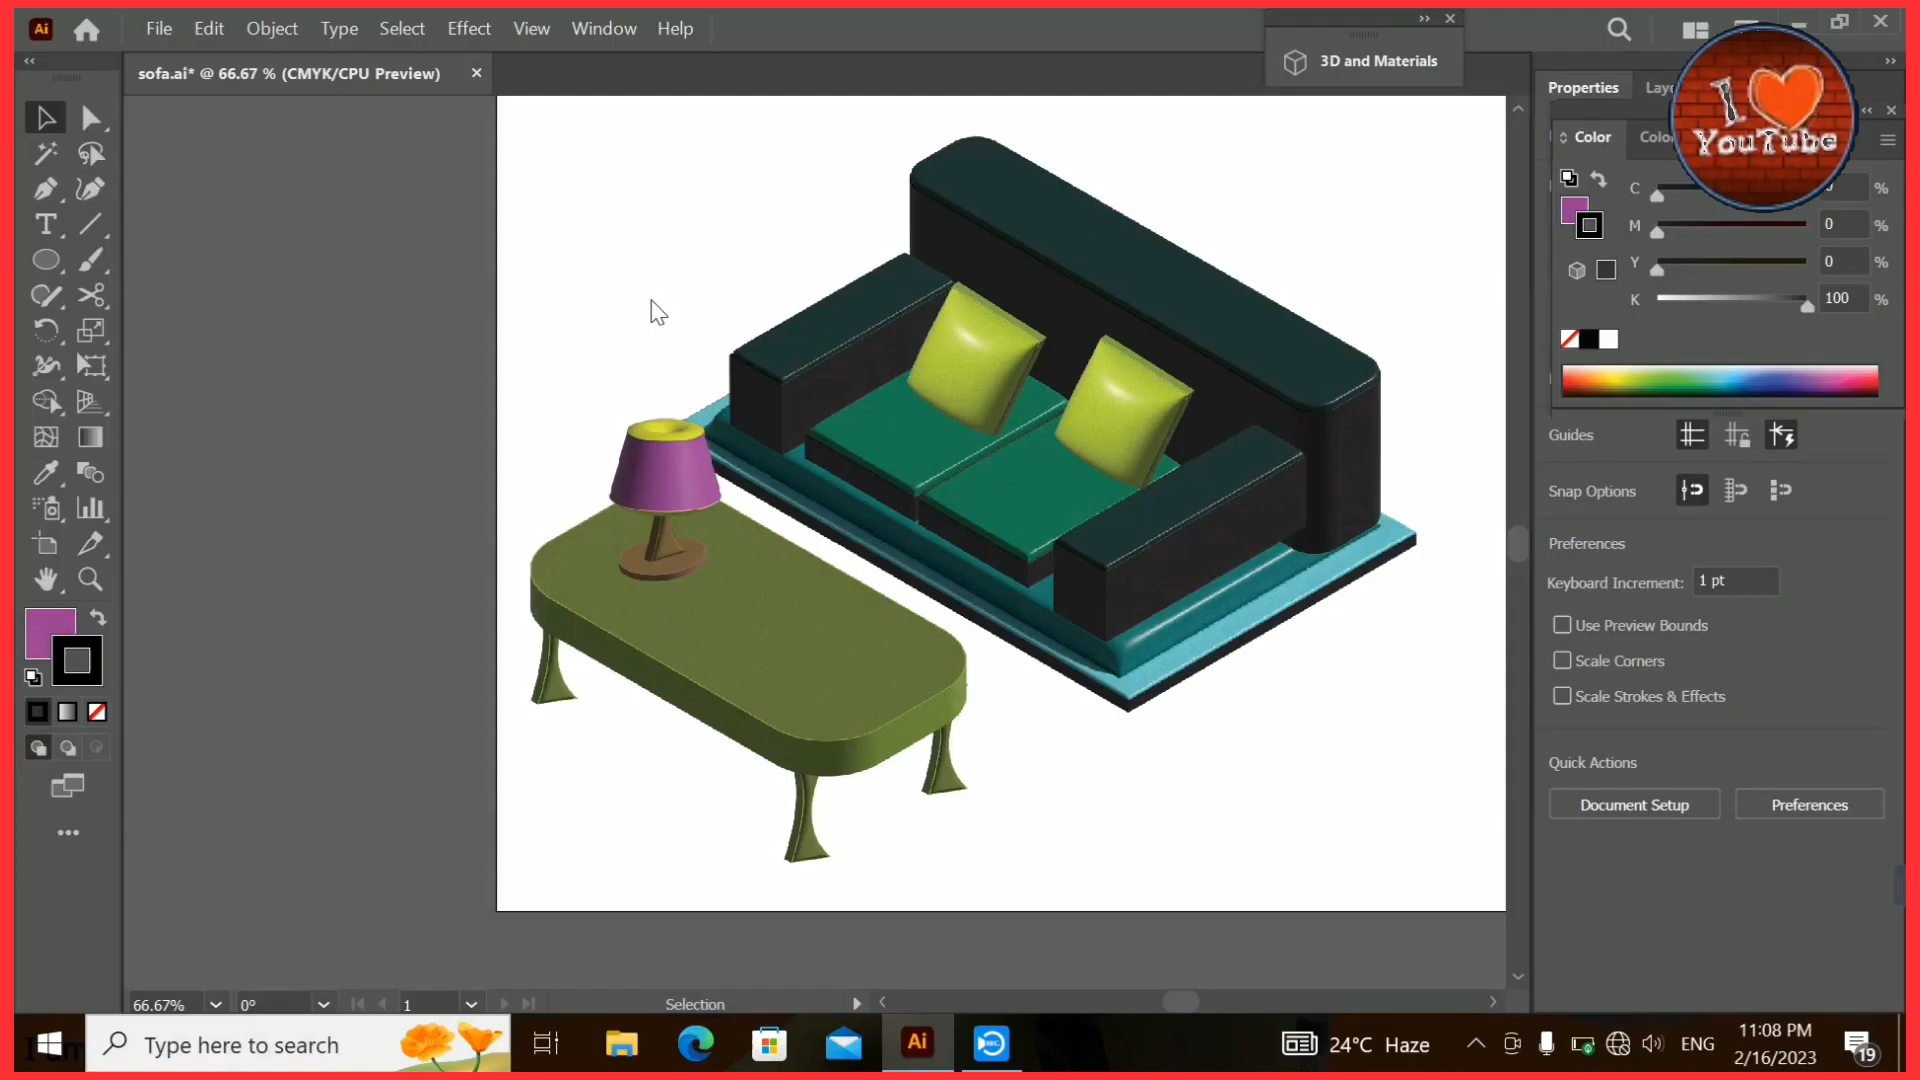 Ai File Edit Object Type Select Effect View Window Help
3D and Materials
sofa.ai* @ 66.67 % (CMYK/CPU Preview)
Properties
I
YouTube
Color
C %
M 0 %
Y 0 %
K 100 %
Guides
Snap Options
Preferences
Keyboard Increment: 1 pt
Use Preview Bounds
Scale Corners
Scale Strokes & Effects
Quick Actions
Document Setup Preferences
66.67% 0° 1 Selection
Type here to search
Ai
24°C Haze
ENG
11:08 PM
2/16/2023
19